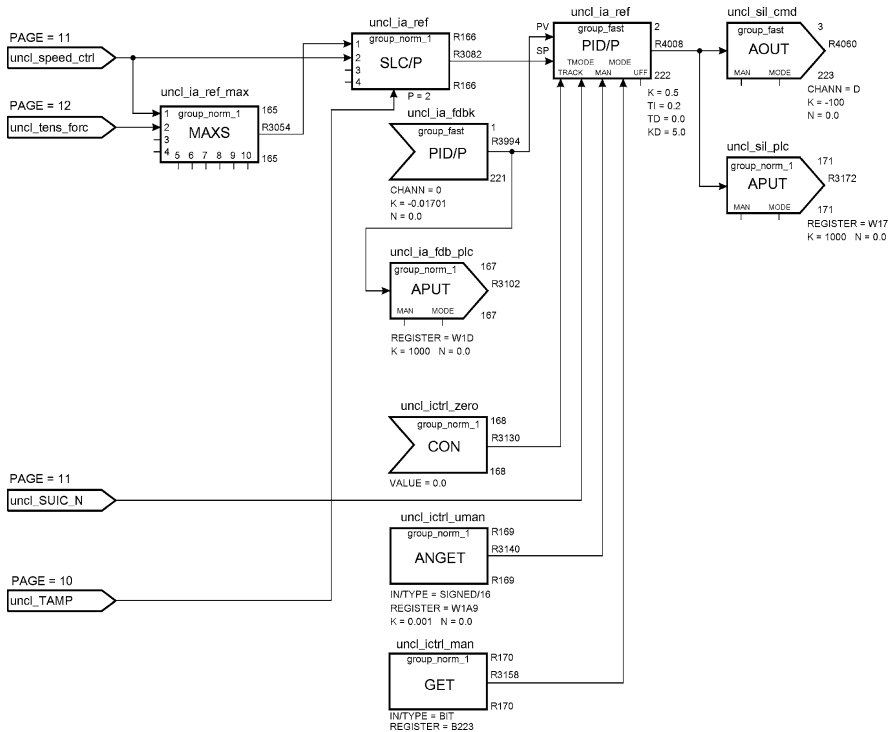 PAGE = 11
uncl_speed_ctrl
PAGE = 12
uncl_tens_forc
uncl_ia_ref_max
group_norm_1
165
1
2
3
4
MAXS
R3054
5 6 7 8 9 10
165
uncl_ia_ref
group_norm_1
R166
1
2
3
4
SLC/P
R3082
R166
P = 2
uncl_ia_fdbk
group_fast
1
PID/P
R3994
221
CHANN = 0
K = -0.01701
N = 0.0
uncl_ia_ref
PV
SP
group_fast
2
PID/P
R4008
TMODE MODE
TRACK MAN UFF
222
K = 0.5
TI = 0.2
TD = 0.0
KD = 5.0
uncl_sil_cmd
3
group_fast
AOUT
R4060
MAN MODE
223
CHANN = D
K = -100
N = 0.0
uncl_sil_plc
171
group_norm_1
APUT
R3172
MAN MODE
171
REGISTER = W17
K = 1000 N = 0.0
uncl_ia_fdb_plc
group_norm_1
167
APUT
R3102
MAN MODE
167
REGISTER = W1D
K = 1000 N = 0.0
uncl_ictrl_zero
group_norm_1
168
CON
R3130
168
VALUE = 0.0
PAGE = 11
uncl_SUIC_N
uncl_ictrl_uman
group_norm_1
R169
ANGET
R3140
R169
IN/TYPE = SIGNED/16
REGISTER = W1A9
K = 0.001 N = 0.0
PAGE = 10
uncl_TAMP
uncl_ictrl_man
group_norm_1
R170
GET
R3158
R170
IN/TYPE = BIT
REGISTER = B223